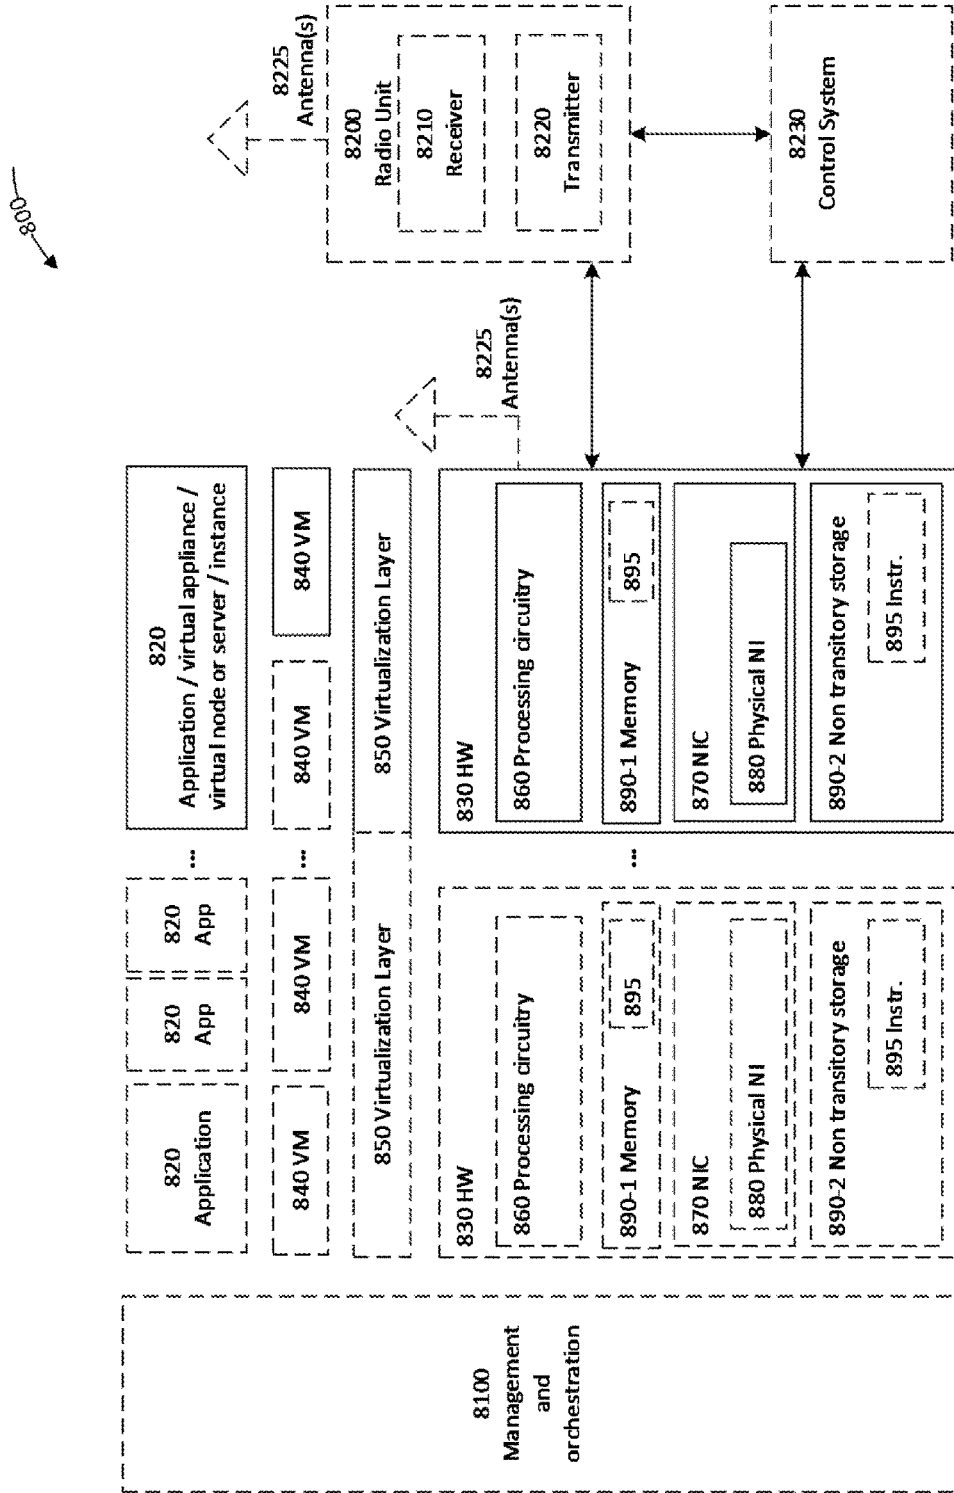 800
8100
Management
and
orchestration
820
Application
820
App
820
App
...
820
Application / virtual appliance /
virtual node or server / instance
840 VM
840 VM
...
840 VM
840 VM
850 Virtualization Layer
850 Virtualization Layer
830 HW
860 Processing circuitry
890-1 Memory
895
870 NIC
880 Physical NI
890-2 Non transitory storage
895 Instr.
...
830 HW
860 Processing circuitry
890-1 Memory
895
870 NIC
880 Physical NI
890-2 Non transitory storage
895 Instr.
8225
Antenna(s)
8225
Antenna(s)
8200
Radio Unit
8210
Receiver
8220
Transmitter
8230
Control System